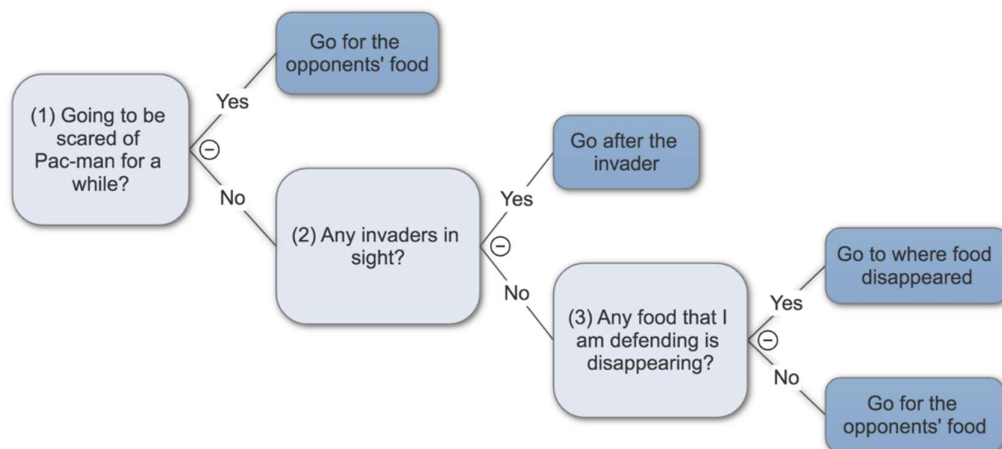 Go for the
opponents' food
Yes
(1) Going to be
scared of
Pac-man for a
while?
No
Go after the
invader
Yes
(2) Any invaders in
sight?
No
Go to where food
disappeared
Yes
(3) Any food that I
am defending is
disappearing?
No
Go for the
opponents' food